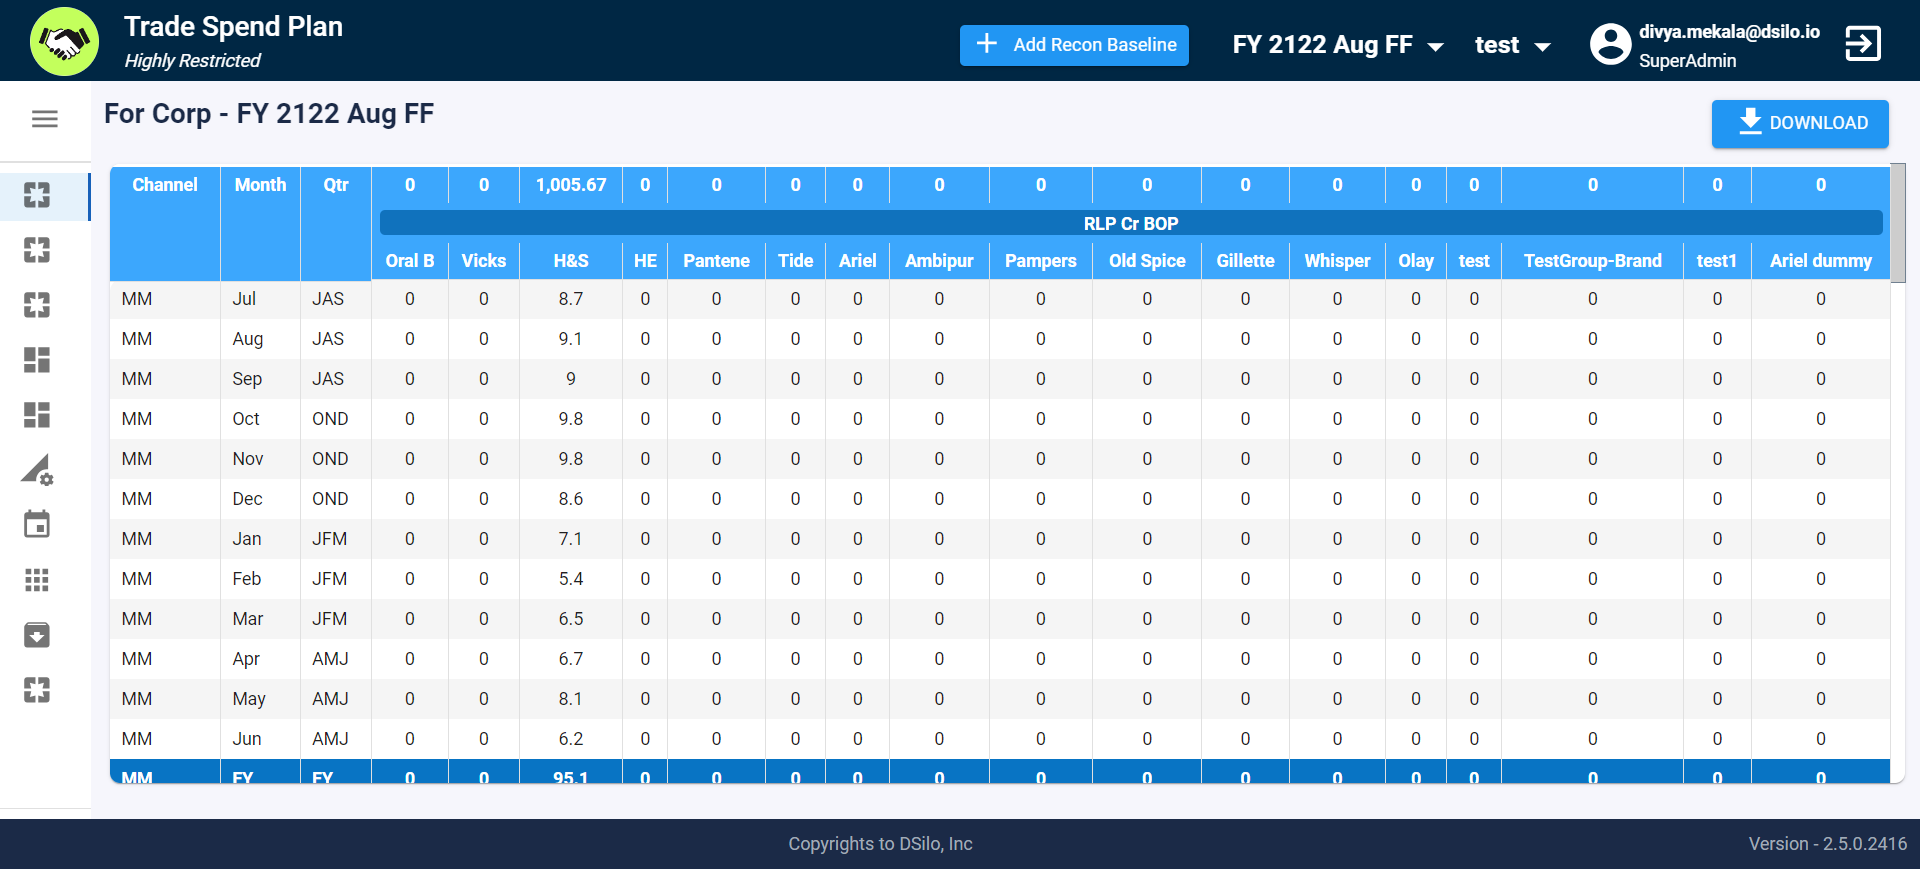 Trade Spend Plan
Highly Restricted
Add Recon Baseline
FY 2122 Aug FF
test
divya.mekala@dsilo.io
SuperAdmin
For Corp - FY 2122 Aug FF
DOWNLOAD
Channel Month Qtr 0 0 1,005.67 0 0 0 0 0 0 0 0 0 0 0 0 0 0
RLP Cr BOP
Oral B Vicks H&S HE Pantene Tide Ariel Ambipur Pampers Old Spice Gillette Whisper Olay test TestGroup-Brand test1 Ariel dummy
MM Jul JAS 0 0 8.7 0 0 0 0 0 0 0 0 0 0 0 0 0 0
MM Aug JAS 0 0 9.1 0 0 0 0 0 0 0 0 0 0 0 0 0 0
MM Sep JAS 0 0 9 0 0 0 0 0 0 0 0 0 0 0 0 0 0
MM Oct OND 0 0 9.8 0 0 0 0 0 0 0 0 0 0 0 0 0 0
MM Nov OND 0 0 9.8 0 0 0 0 0 0 0 0 0 0 0 0 0 0
MM Dec OND 0 0 8.6 0 0 0 0 0 0 0 0 0 0 0 0 0 0
MM Jan JFM 0 0 7.1 0 0 0 0 0 0 0 0 0 0 0 0 0 0
MM Feb JFM 0 0 5.4 0 0 0 0 0 0 0 0 0 0 0 0 0 0
MM Mar JFM 0 0 6.5 0 0 0 0 0 0 0 0 0 0 0 0 0 0
MM Apr AMJ 0 0 6.7 0 0 0 0 0 0 0 0 0 0 0 0 0 0
MM May AMJ 0 0 8.1 0 0 0 0 0 0 0 0 0 0 0 0 0 0
MM Jun AMJ 0 0 6.2 0 0 0 0 0 0 0 0 0 0 0 0 0 0
MM FY FY 0 0 95.1 0 0 0 0 0 0 0 0 0 0 0 0 0 0
Copyrights to DSilo, Inc
Version - 2.5.0.2416